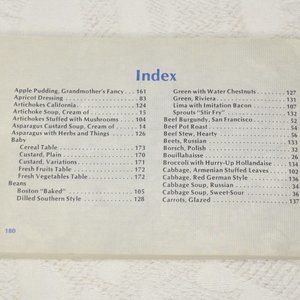 Index
Apple Pudding, Grandmother's Fancy 161
Apricot Dressing 83
Artichokes California 124
Artichoke Soup, Cream of 15
Artichokes Stuffed with Mushrooms 104
Asparagus Custard Soup, Cream of 14
Asparagus with Herbs and Things 126
Baby
Cereal Table 173
Custard, Plain 170
Custard, Variations 171
Fresh Fruits Table 172
Fresh Vegetables Table 172
Beans
Boston "Baked" 105
Dilled Southern Style 128
180
Green with Water Chestnuts 127
Green, Riviera 131
Lima with Imitation Bacon 107
Sprouts "Stir Fry" 132
Beef Burgundy, San Francisco 52
Beef Pot Roast 54
Beef Stew, Hearty 56
Beets, Russian 133
Borsch, Polish 32
Bouillabaisse 26
Broccoli with Hurry-Up Hollandaise 134
Cabbage, Armenian Stuffed Leaves 102
Cabbage, Red German Style 136
Cabbage Soup, Russian 34
Cabbage Soup, Sweet-Sour 36
Carrots, Glazed 137